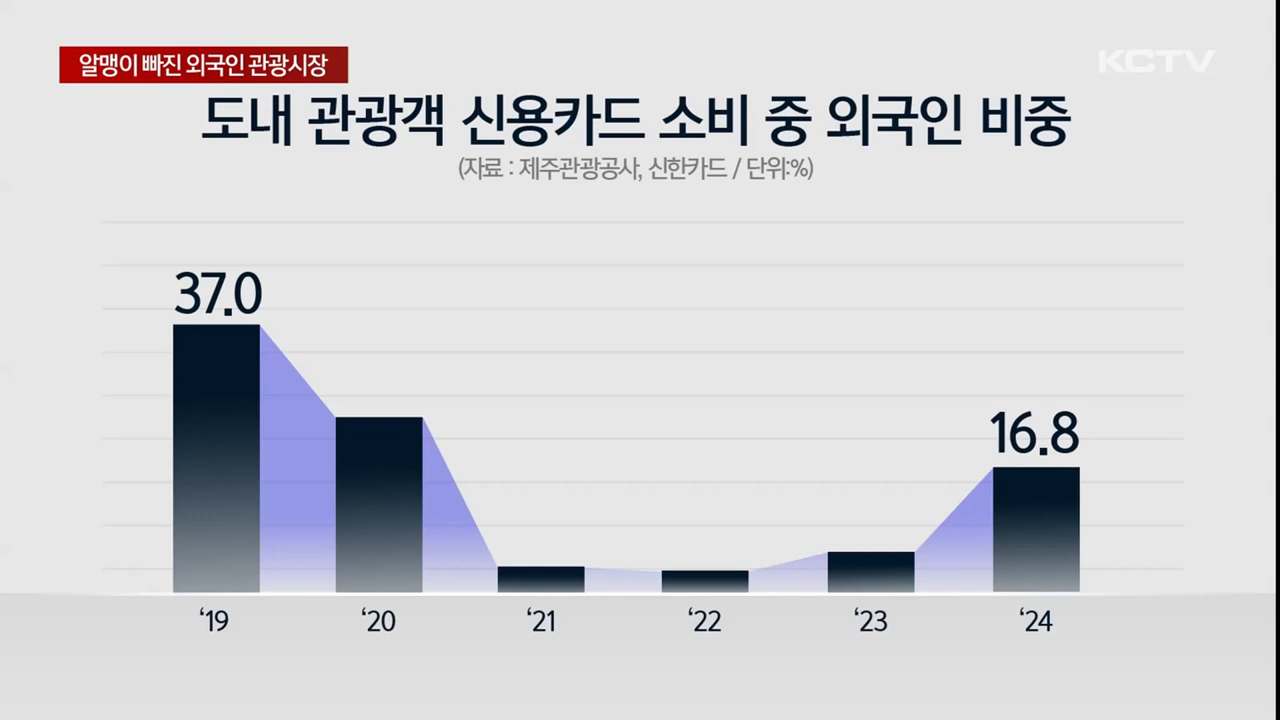 알맹이 빠진 외국인 관광시장
KCTV
도내 관광객 신용카드 소비 중 외국인 비중
(자료 : 제주관광공사, 신한카드 / 단위:%)
37.0
16.8
‘19
‘20
‘21
‘22
‘23
‘24